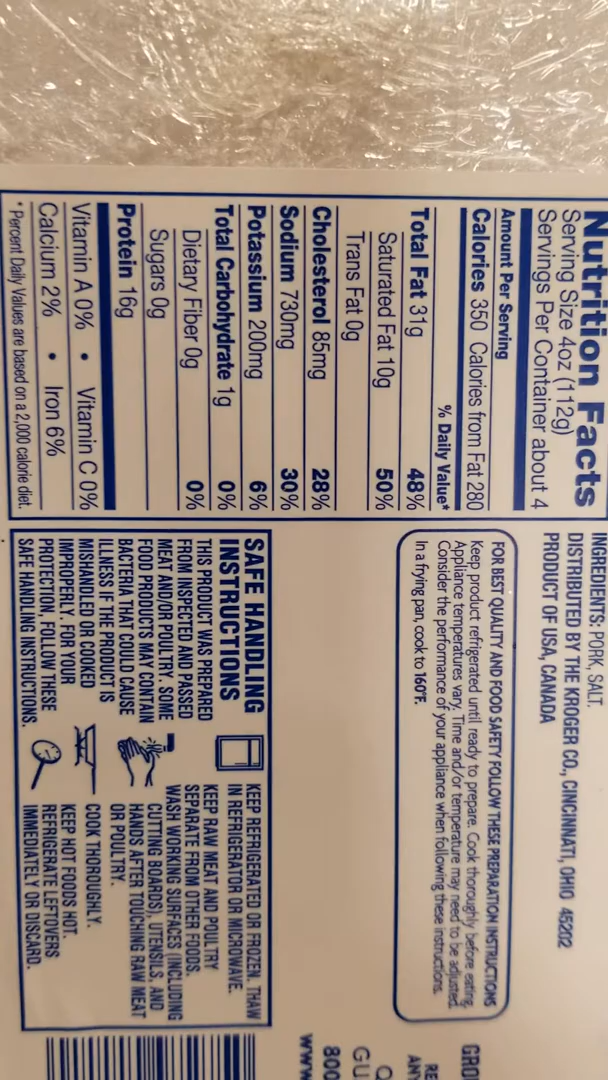 Nutrition Facts
Serving Size 4oz (112g)
Servings Per Container about 4
Amount Per Serving
Calories 350 Calories from Fat 280
% Daily Value*
Total Fat 31g 48%
Saturated Fat 10g 50%
Trans Fat 0g
Cholesterol 85mg 28%
Sodium 730mg 30%
Potassium 200mg 6%
Total Carbohydrate 1g 0%
Dietary Fiber 0g 0%
Sugars 0g
Protein 16g
Vitamin A 0% • Vitamin C 0%
Calcium 2% • Iron 6%
*Percent Daily Values are based on a 2,000 calorie diet.
INGREDIENTS: PORK, SALT.
DISTRIBUTED BY THE KROGER CO., CINCINNATI, OHIO 45202
PRODUCT OF USA, CANADA
FOR BEST QUALITY AND FOOD SAFETY FOLLOW THESE PREPARATION INSTRUCTIONS
Keep product refrigerated until ready to prepare. Cook thoroughly before eating.
Appliance temperatures vary. Time and/or temperature may need to be adjusted.
Consider the performance of your appliance when following these instructions.
In a frying pan, cook to 160°F.
SAFE HANDLING
INSTRUCTIONS
THIS PRODUCT WAS PREPARED
FROM INSPECTED AND PASSED
MEAT AND/OR POULTRY. SOME
FOOD PRODUCTS MAY CONTAIN
BACTERIA THAT COULD CAUSE
ILLNESS IF THE PRODUCT IS
MISHANDLED OR COOKED
IMPROPERLY. FOR YOUR
PROTECTION, FOLLOW THESE
SAFE HANDLING INSTRUCTIONS.
KEEP REFRIGERATED OR FROZEN. THAW
IN REFRIGERATOR OR MICROWAVE.
KEEP RAW MEAT AND POULTRY
SEPARATE FROM OTHER FOODS.
WASH WORKING SURFACES (INCLUDING
CUTTING BOARDS), UTENSILS, AND
HANDS AFTER TOUCHING RAW MEAT
OR POULTRY.
COOK THOROUGHLY.
KEEP HOT FOODS HOT.
REFRIGERATE LEFTOVERS
IMMEDIATELY OR DISCARD.
GRO
RE
ANY
Q
GU
800
www